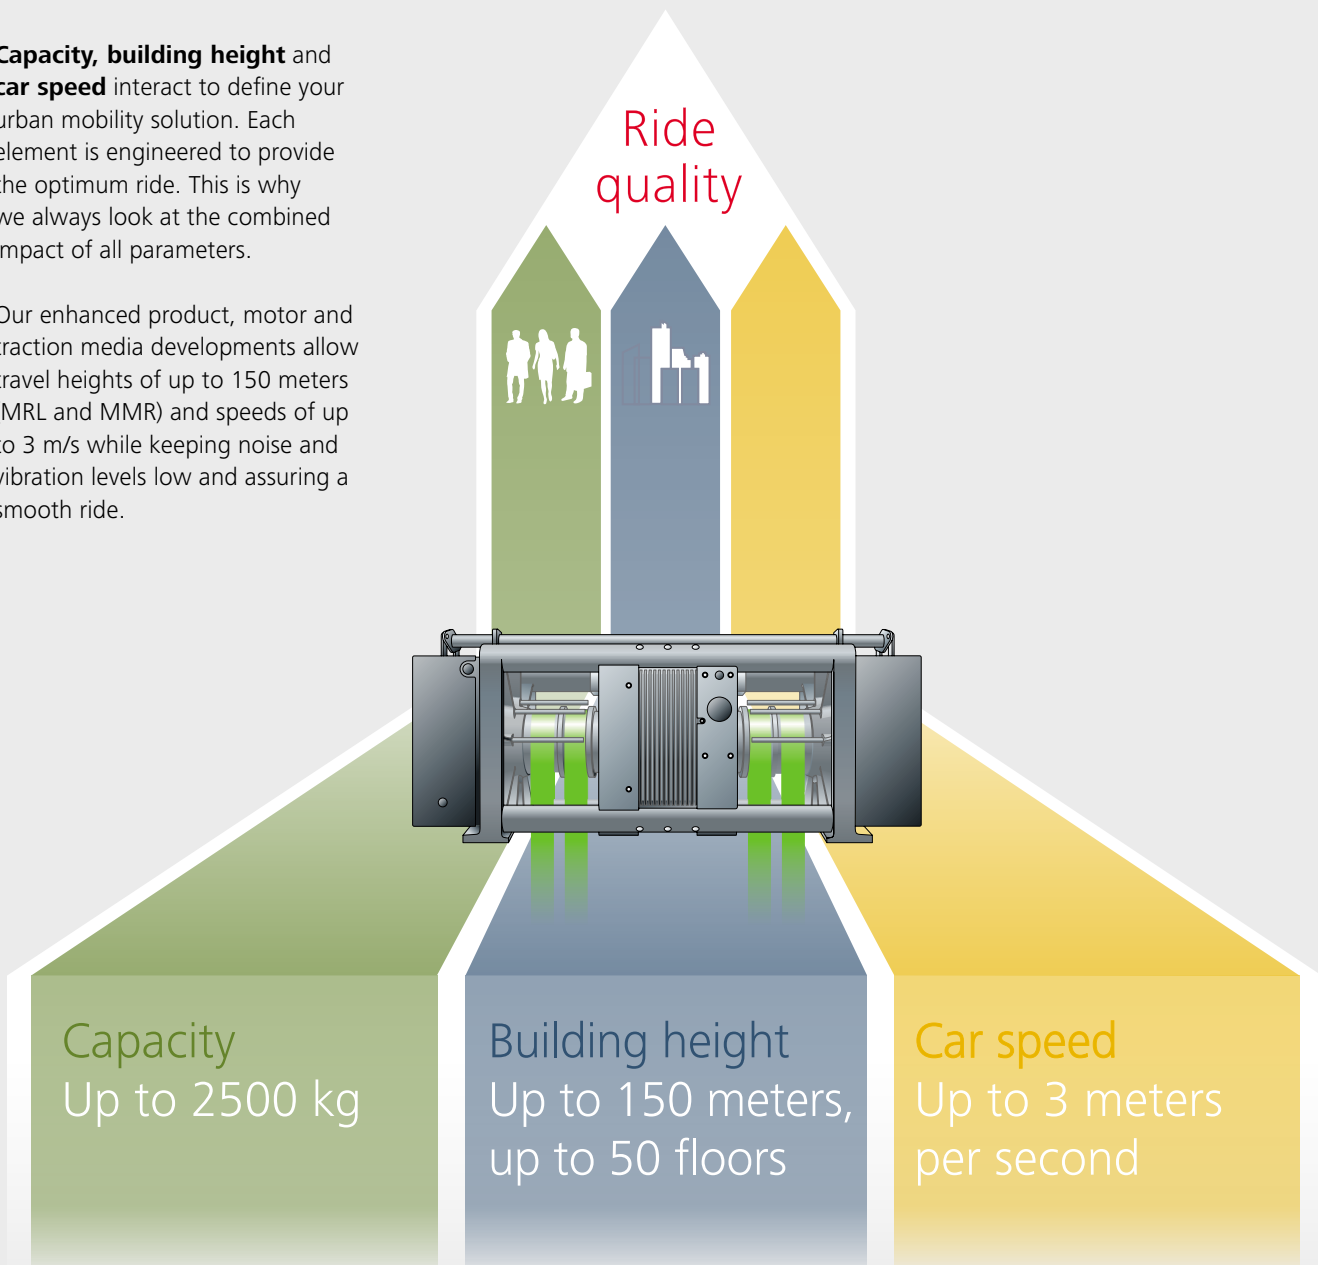 Capacity, building height and
car speed interact to define your
urban mobility solution. Each
element is engineered to provide
the optimum ride. This is why
we always look at the combined
impact of all parameters.
Our enhanced product, motor and
traction media developments allow
travel heights of up to 150 meters
(MRL and MMR) and speeds of up
to 3 m/s while keeping noise and
vibration levels low and assuring a
smooth ride.
Ride
quality
Capacity
Up to 2500 kg
Building height
Up to 150 meters,
up to 50 floors
Car speed
Up to 3 meters
per second